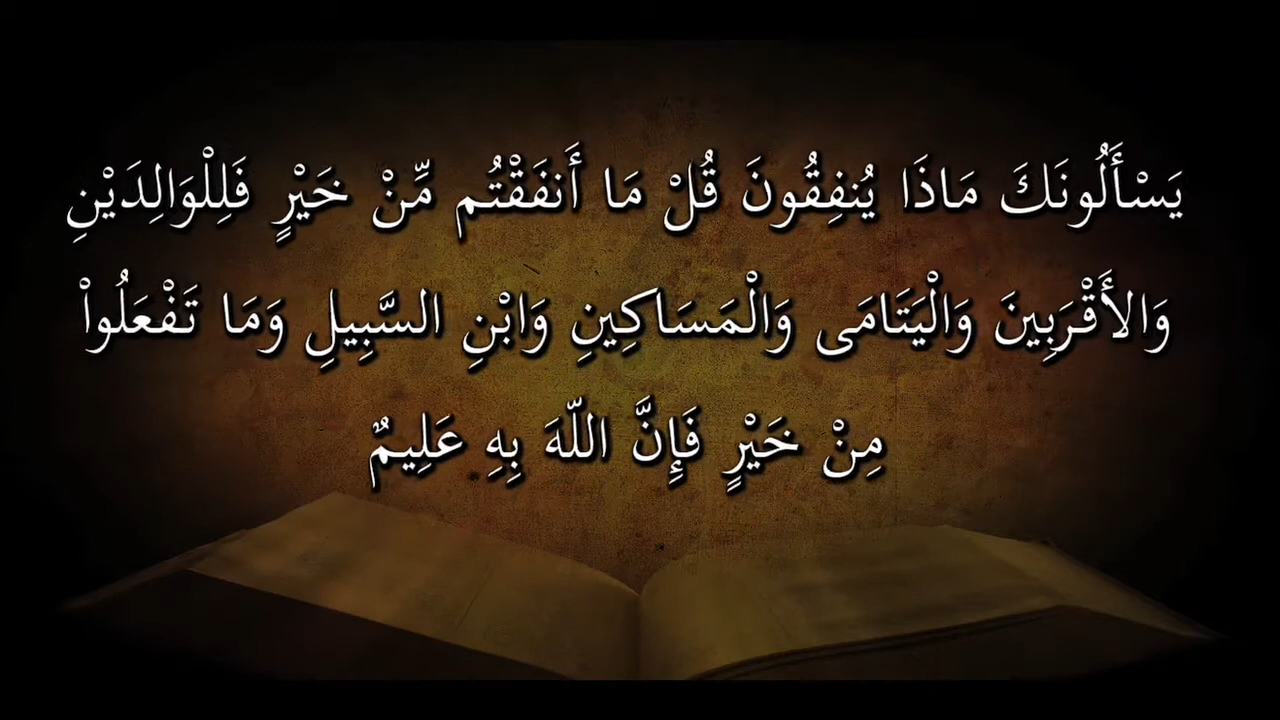 يَسْأَلُونَكَ مَاذَا يُنفِقُونَ قُلْ مَا أَنفَقْتُم مِّنْ خَيْرٍ فَلِلْوَالِدَيْنِ
وَالأَقْرَبِينَ وَالْيَتَامَى وَالْمَسَاكِينِ وَابْنِ السَّبِيلِ وَمَا تَفْعَلُواْ
مِنْ خَيْرٍ فَإِنَّ اللّهَ بِهِ عَلِيمٌ